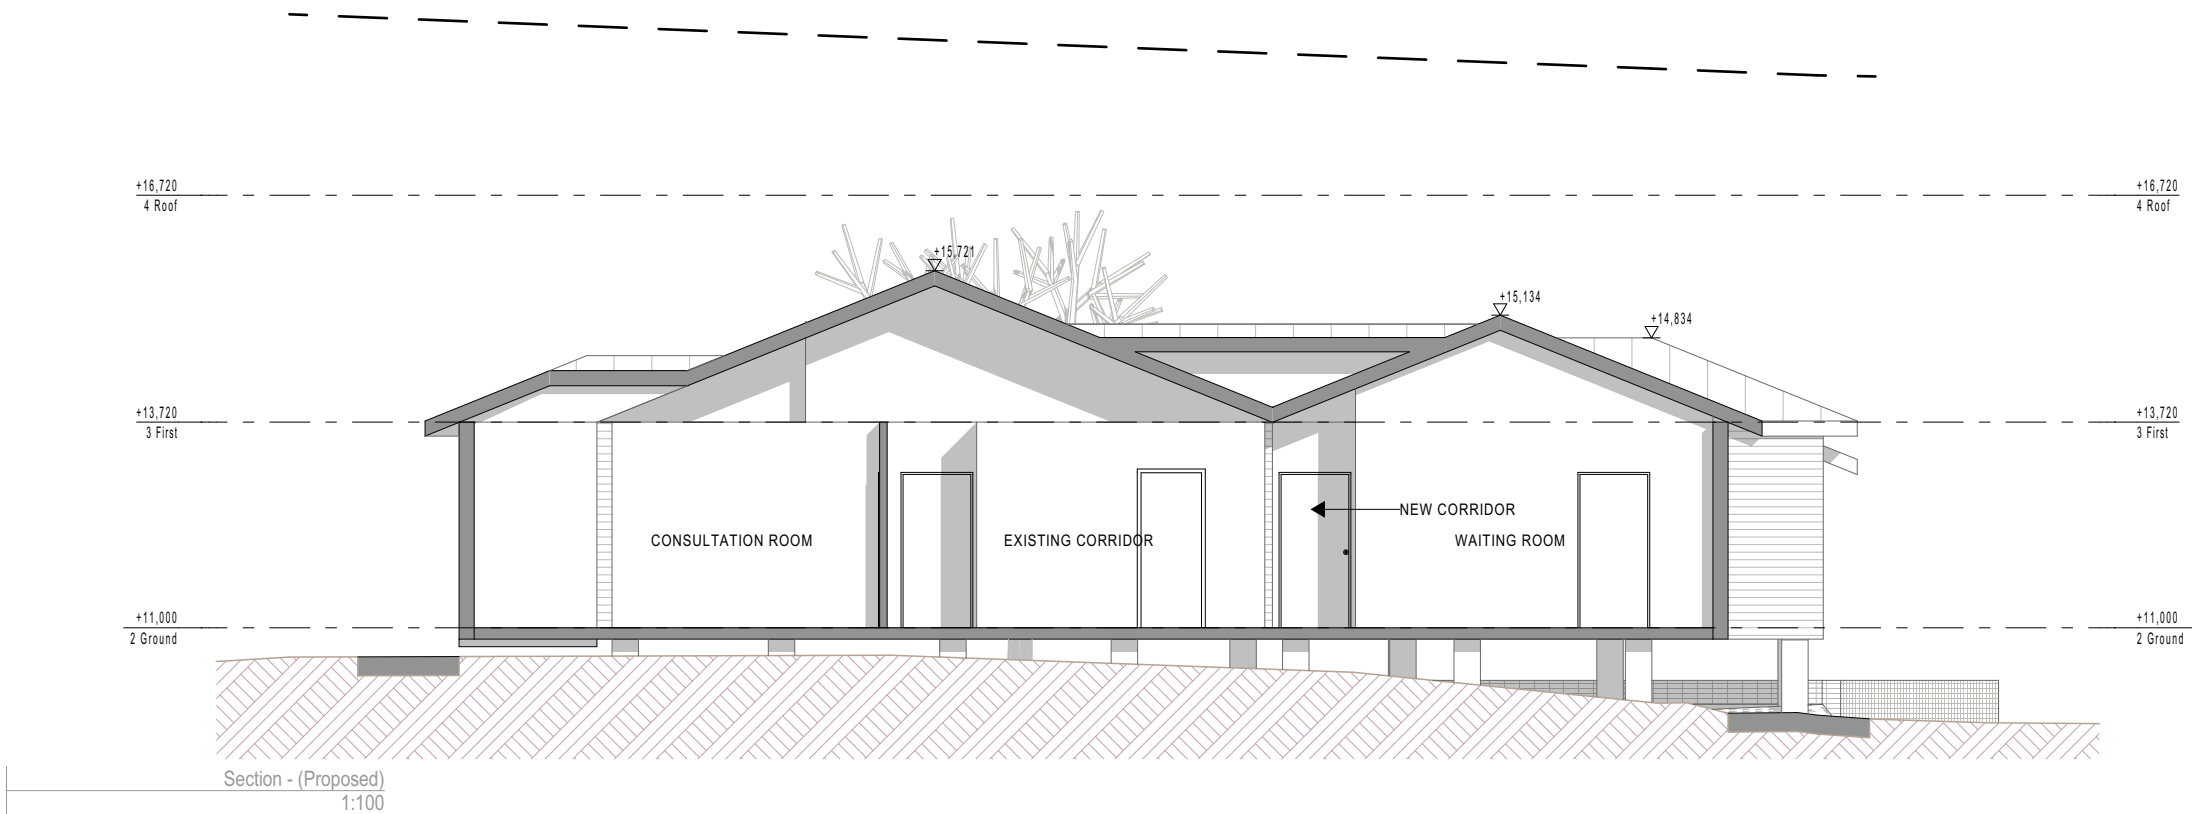 +16,720
4 Roof
+16,720
4 Roof
+15,721
+15,134
+14,834
+13,720
3 First
+13,720
3 First
NEW CORRIDOR
CONSULTATION ROOM
EXISTING CORRIDOR
WAITING ROOM
+11,000
2 Ground
+11,000
2 Ground
Section - (Proposed)
1:100